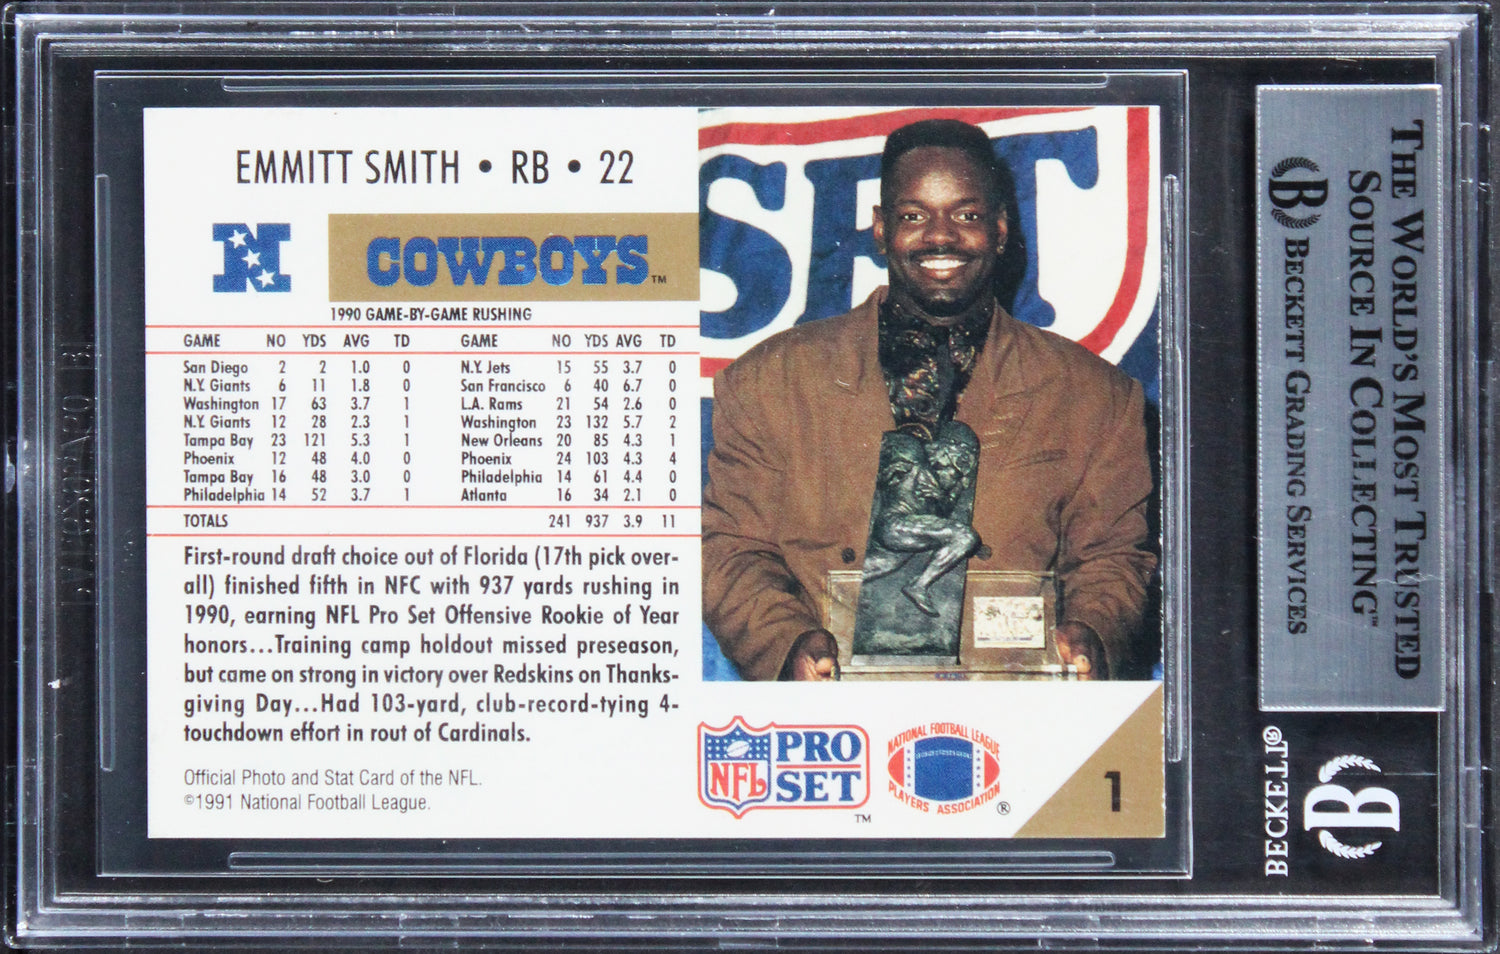 EMMITT SMITH • RB • 22
N
COWBOYS™
1990 GAME-BY-GAME RUSHING
GAME NO YDS AVG TD GAME NO YDS AVG TD
San Diego 2 2 1.0 0 N.Y. Jets 15 55 3.7 0
N.Y. Giants 6 11 1.8 0 San Francisco 6 40 6.7 0
Washington 17 63 3.7 1 L.A. Rams 21 54 2.6 0
N.Y. Giants 12 28 2.3 1 Washington 23 132 5.7 2
Tampa Bay 23 121 5.3 1 New Orleans 20 85 4.3 1
Phoenix 12 48 4.0 0 Phoenix 24 103 4.3 4
Tampa Bay 16 48 3.0 0 Philadelphia 14 61 4.4 0
Philadelphia 14 52 3.7 1 Atlanta 16 34 2.1 0
TOTALS 241 937 3.9 11
First-round draft choice out of Florida (17th pick over-
all) finished fifth in NFC with 937 yards rushing in
1990, earning NFL Pro Set Offensive Rookie of Year
honors...Training camp holdout missed preseason,
but came on strong in victory over Redskins on Thanks-
giving Day...Had 103-yard, club-record-tying 4-
touchdown effort in rout of Cardinals.
Official Photo and Stat Card of the NFL.
©1991 National Football League.
SET
NFL
PRO
SET
™
NATIONAL FOOTBALL LEAGUE
PLAYERS ASSOCIATION
®
1
THE WORLD'S MOST TRUSTED
SOURCE IN COLLECTING™
B BECKETT GRADING SERVICES
BECKETT®
B